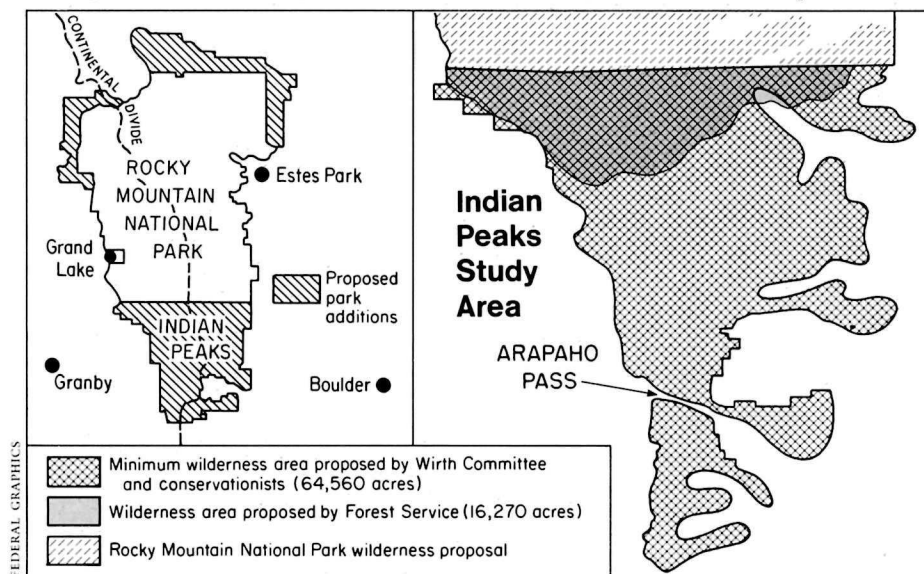 CONTINENTAL
DIVIDE
ROCKY
MOUNTAIN
NATIONAL
PARK
Estes Park
Grand
Lake
Proposed
park
additions
INDIAN
PEAKS
Granby
Boulder
Indian
Peaks
Study
Area
ARAPAHO
PASS
FEDERAL GRAPHICS
Minimum wilderness area proposed by Wirth Committee
and conservationists (64,560 acres)
Wilderness area proposed by Forest Service (16,270 acres)
Rocky Mountain National Park wilderness proposal